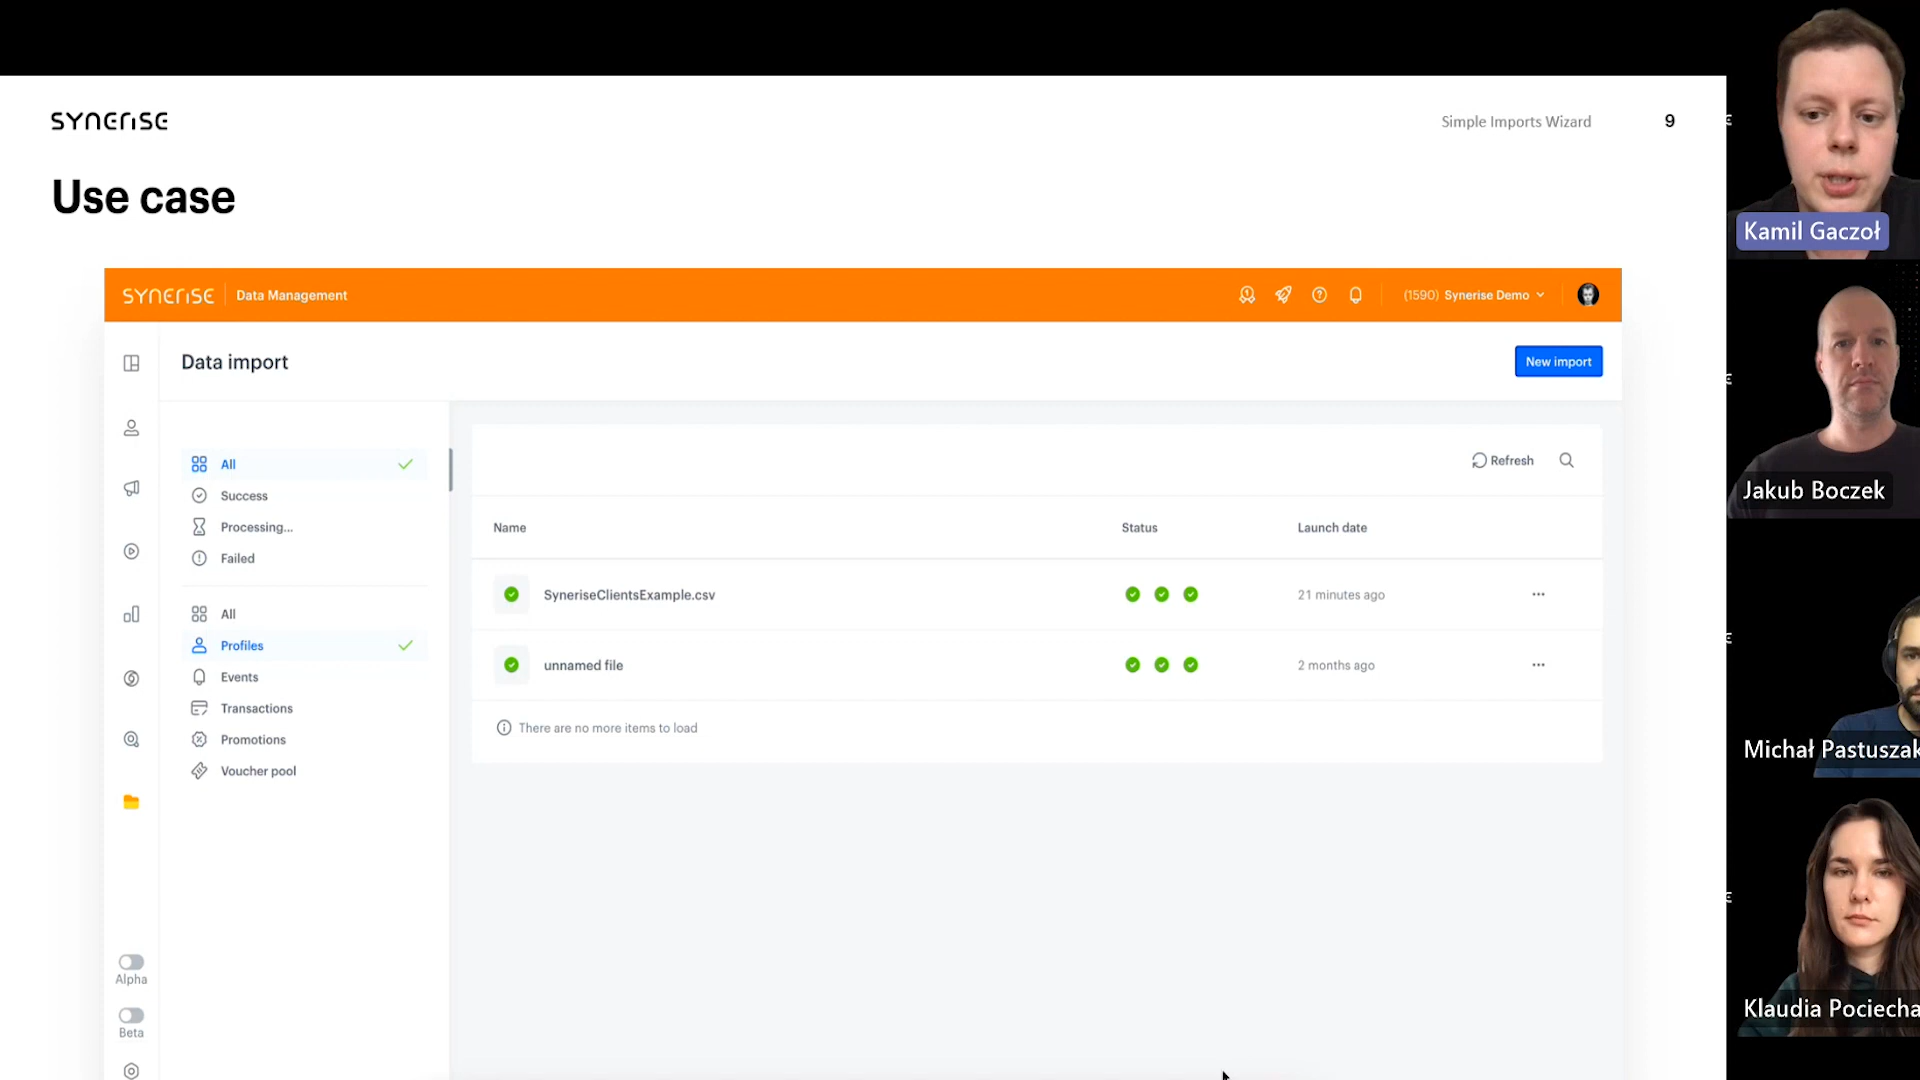 SYNERISE
Simple Imports Wizard
9
Use case
SYNERISE
Data Management
(1590) Synerise Demo
Data import
New import
All
Success
Processing...
Failed
All
Profiles
Events
Transactions
Promotions
Voucher pool
Refresh
Name
Status
Launch date
SyneriseClientsExample.csv
21 minutes ago
unnamed file
2 months ago
There are no more items to load
Alpha
Beta
Kamil Gaczoł
Jakub Boczek
Michał Pastuszak
Klaudia Pociecha